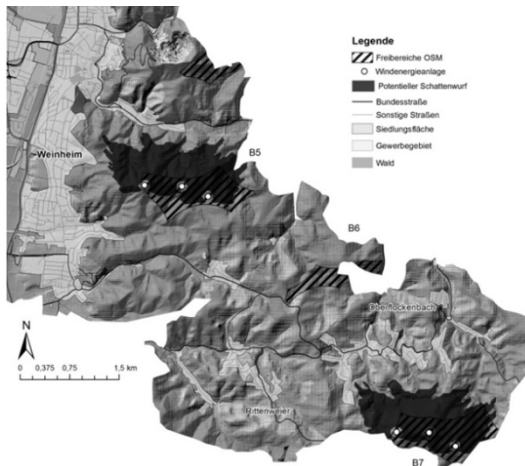 Legende
Freibereiche OSM
Windenergieanlage
Potentieller Schattenwurf
Bundesstraße
Sonstige Straßen
Siedlungsfläche
Gewerbegebiet
Wald
Weinheim
B5
B6
Oberflockenbach
N
0 0,375 0,75 1,5 km
Rittenweier
B7